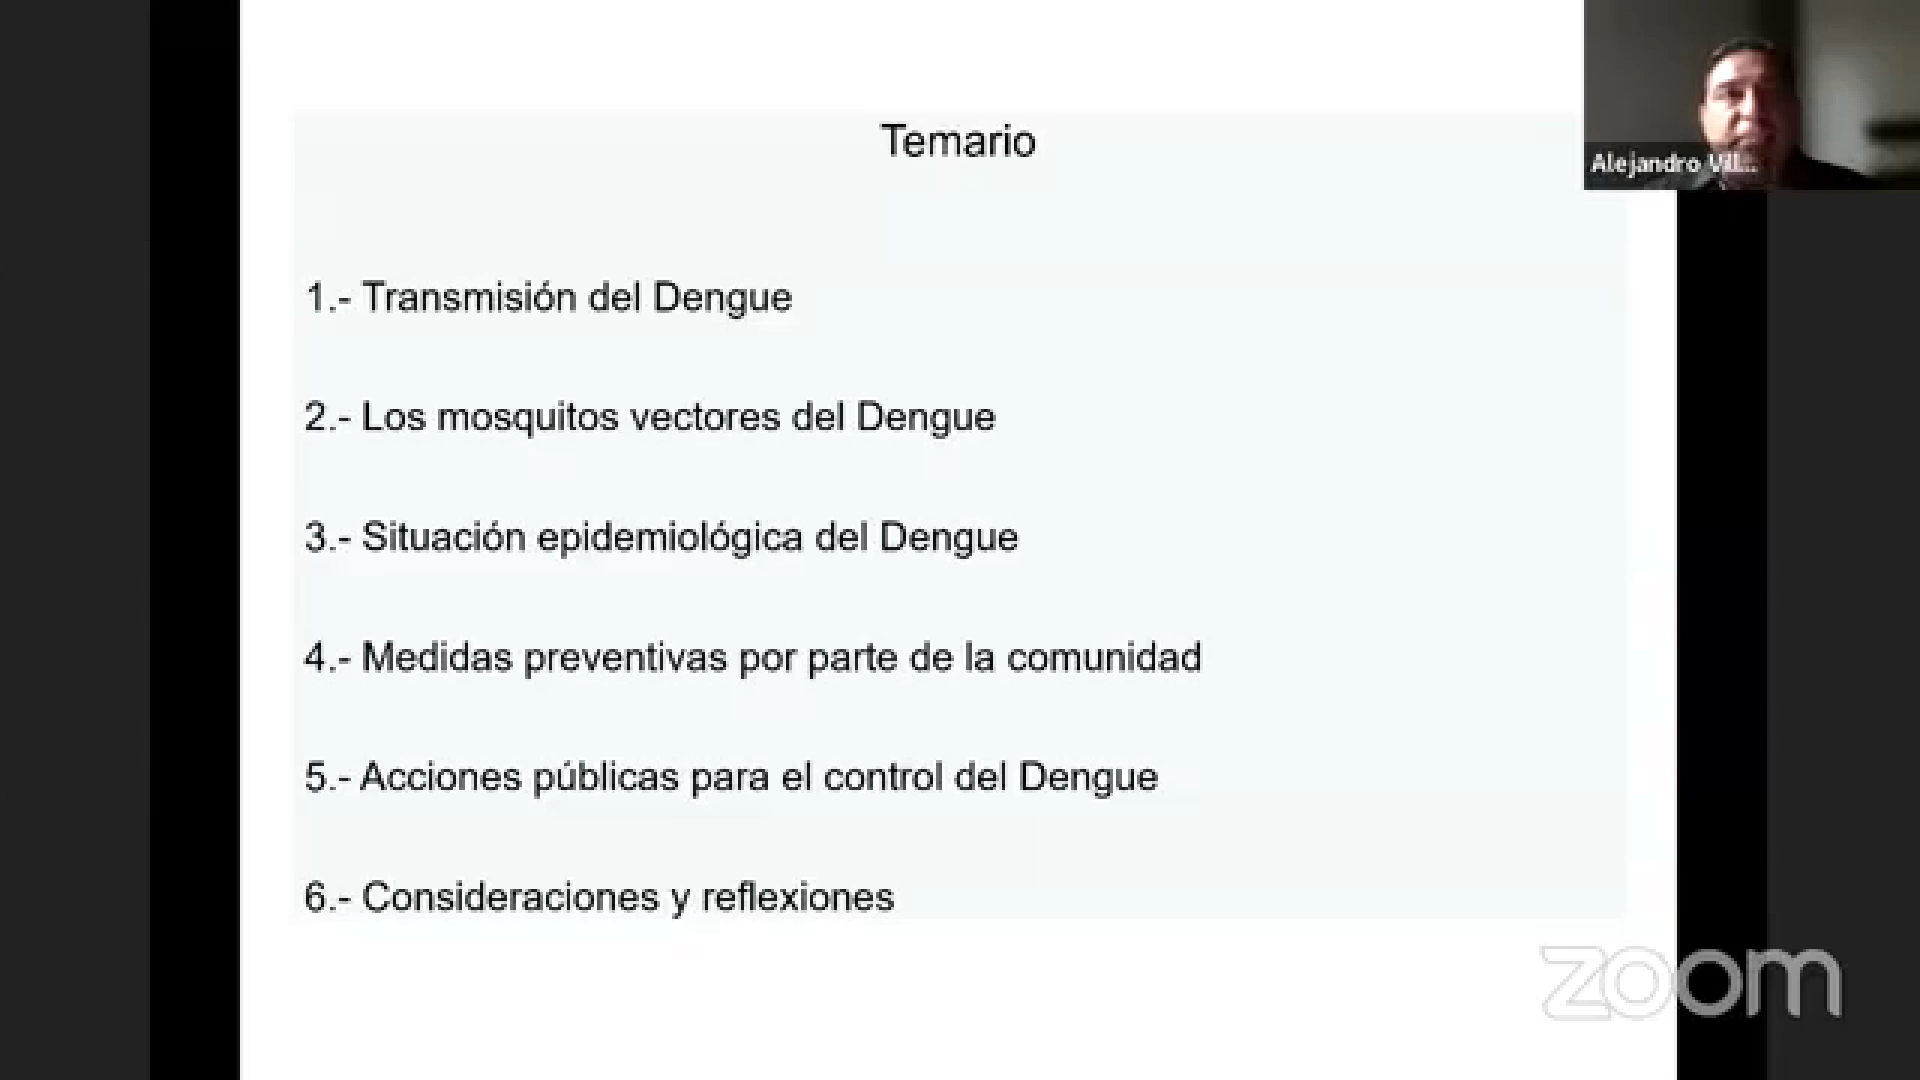 Temario
Alejandro Vil...
1.- Transmisión del Dengue
2.- Los mosquitos vectores del Dengue
3.- Situación epidemiológica del Dengue
4.- Medidas preventivas por parte de la comunidad
5.- Acciones públicas para el control del Dengue
6.- Consideraciones y reflexiones
zoom